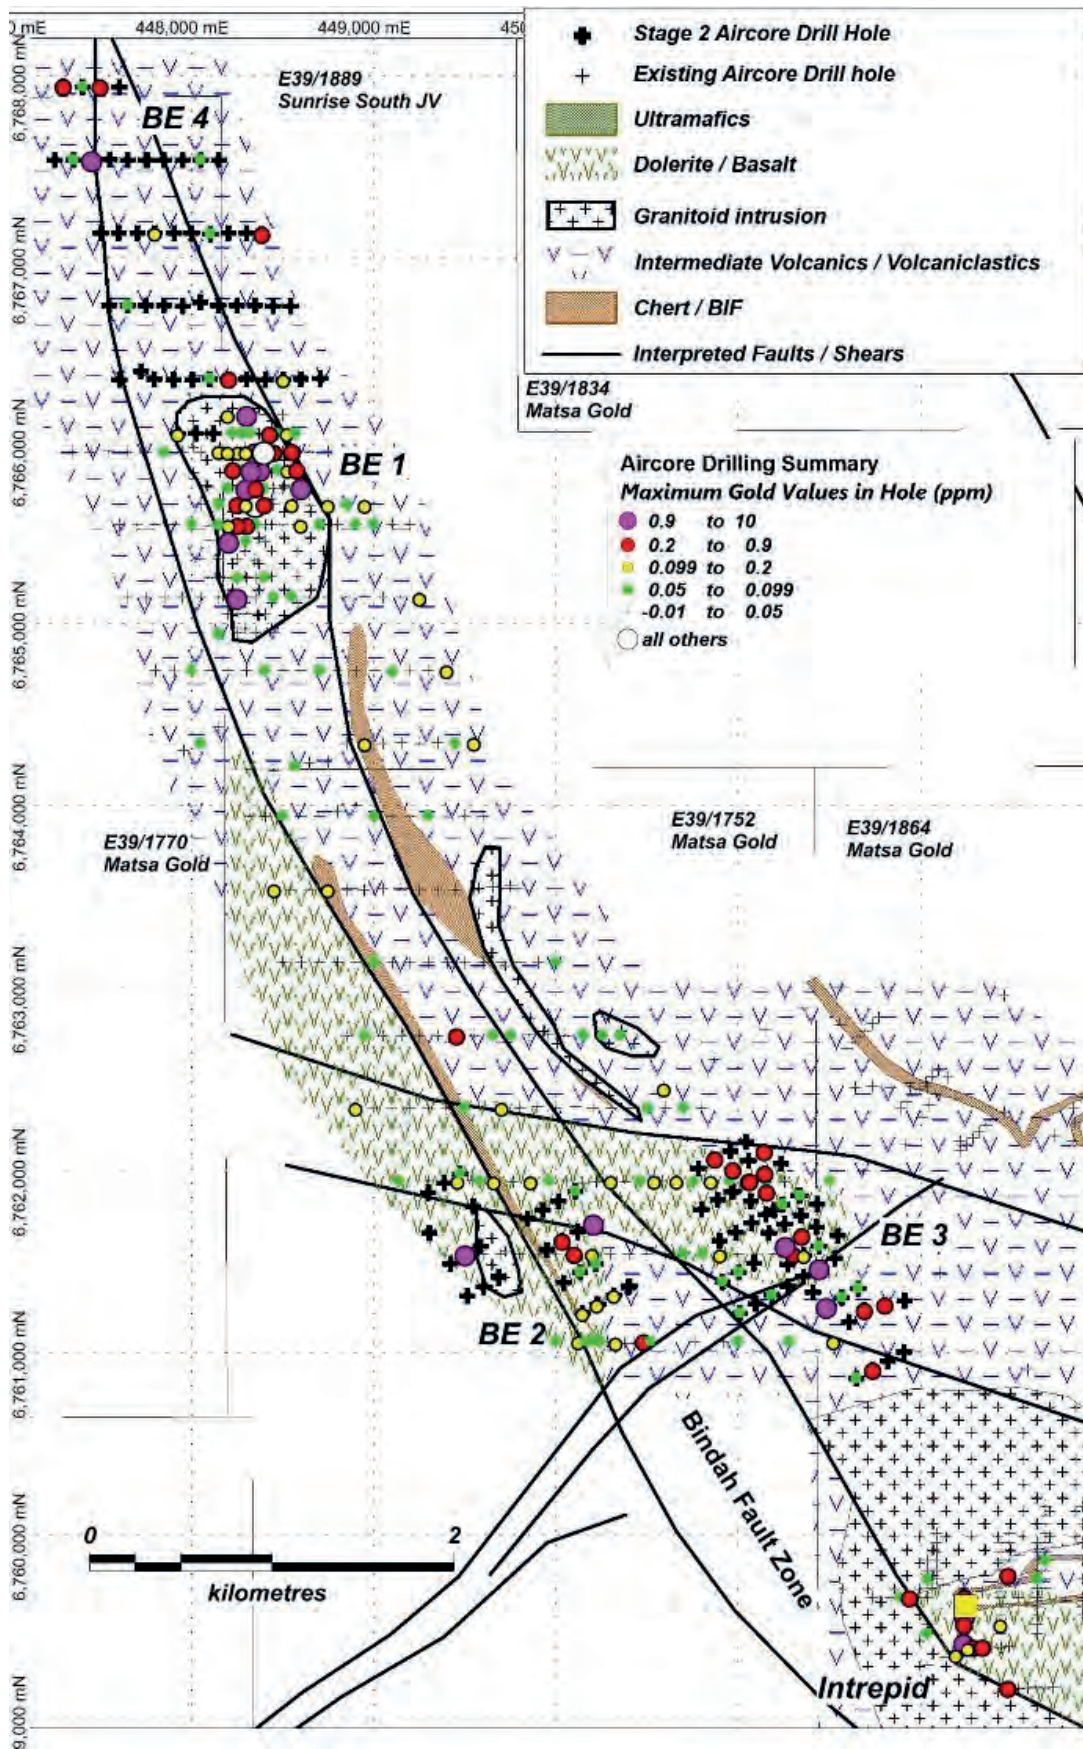 0 mE
448,000 mE
449,000 mE
450
Stage 2 Aircore Drill Hole
Existing Aircore Drill hole
Ultramafics
Dolerite / Basalt
Granitoid intrusion
Intermediate Volcanics / Volcaniclastics
Chert / BIF
Interpreted Faults / Shears
E39/1889
Sunrise South JV
BE 4
6,768,000 mN
6,767,000 mN
E39/1834
Matsa Gold
BE 1
6,766,000 mN
Aircore Drilling Summary
Maximum Gold Values in Hole (ppm)
0.9 to 10
0.2 to 0.9
0.099 to 0.2
0.05 to 0.099
-0.01 to 0.05
all others
6,765,000 mN
6,764,000 mN
E39/1770
Matsa Gold
E39/1752
Matsa Gold
E39/1864
Matsa Gold
6,763,000 mN
6,762,000 mN
BE 3
BE 2
6,761,000 mN
Bindah Fault Zone
6,760,000 mN
0 2
kilometres
Intrepid
9,000 mN